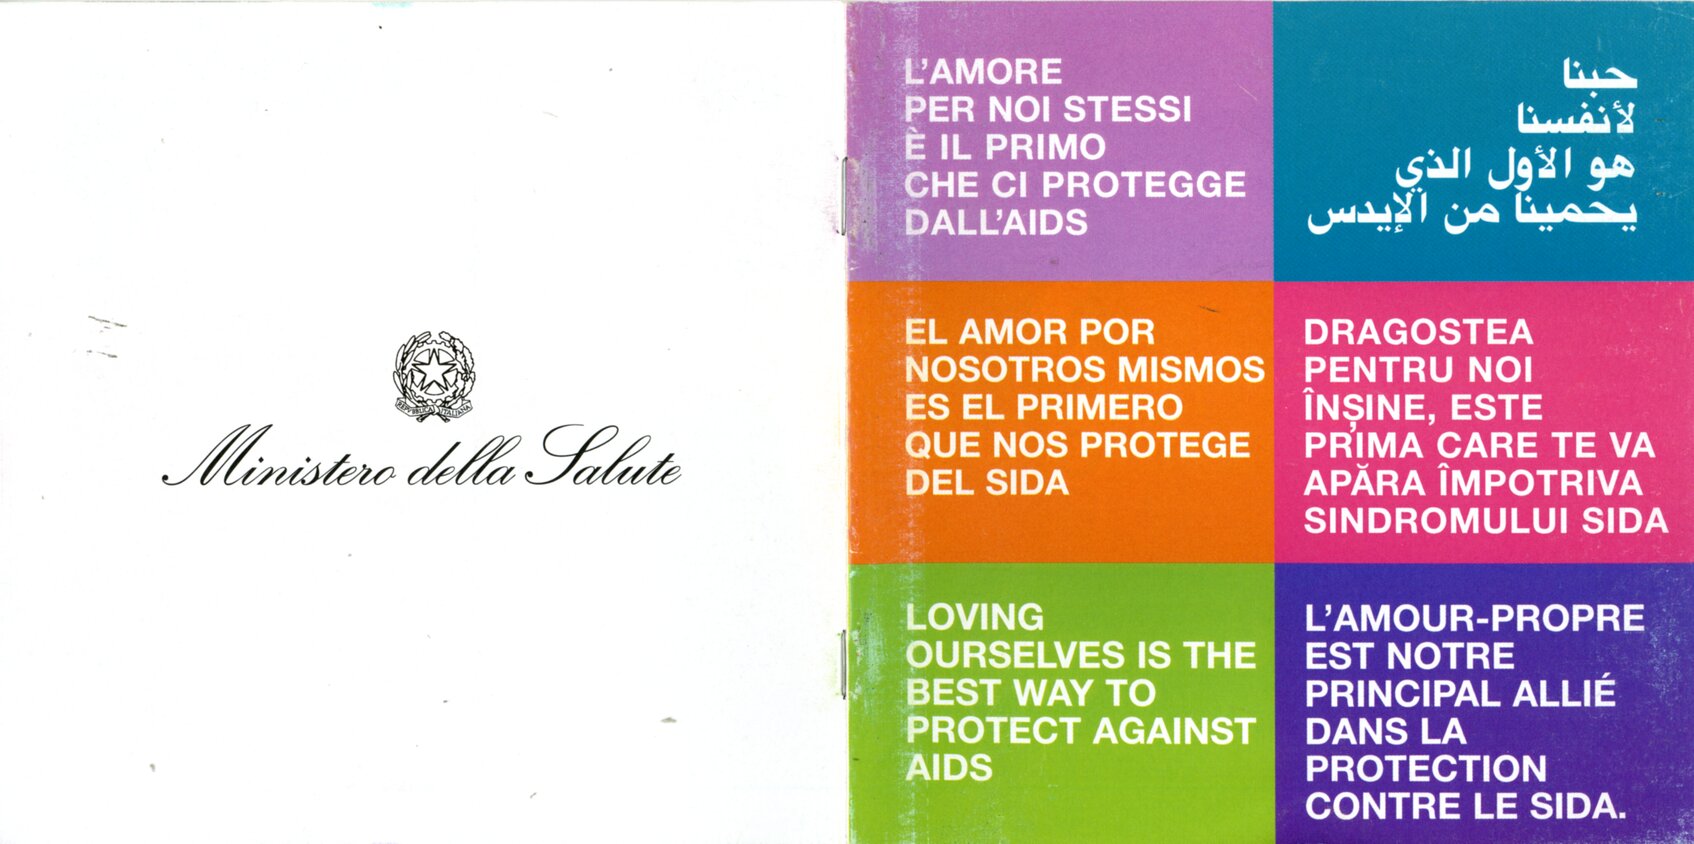 REPVBBLICA ITALIANA
Ministero della Salute
L'AMORE
PER NOI STESSI
È IL PRIMO
CHE CI PROTEGGE
DALL'AIDS
حبنا
لأنفسنا
هو الأول الذي
يحمينا من الإيدس
EL AMOR POR
NOSOTROS MISMOS
ES EL PRIMERO
QUE NOS PROTEGE
DEL SIDA
DRAGOSTEA
PENTRU NOI
ÎNȘINE, ESTE
PRIMA CARE TE VA
APĂRA ÎMPOTRIVA
SINDROMULUI SIDA
LOVING
OURSELVES IS THE
BEST WAY TO
PROTECT AGAINST
AIDS
L'AMOUR-PROPRE
EST NOTRE
PRINCIPAL ALLIÉ
DANS LA
PROTECTION
CONTRE LE SIDA.